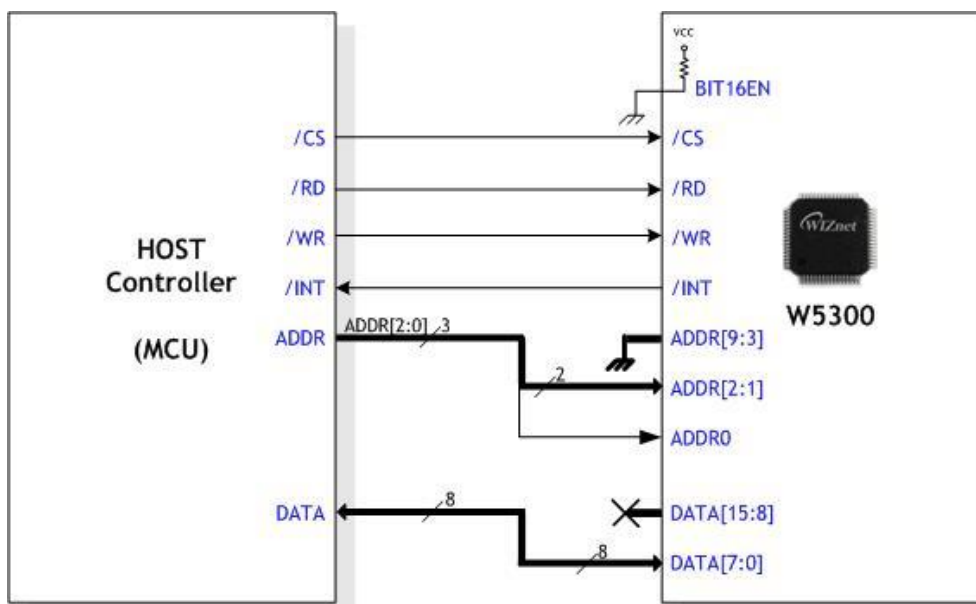 VCC
BIT16EN
/CS
/CS
/RD
/RD
/WR
/WR
HOST
Controller
(MCU)
/INT
/INT
WIZnet
W5300
ADDR
ADDR[2:0]
3
ADDR[9:3]
2
ADDR[2:1]
ADDR0
DATA
8
DATA[15:8]
8
DATA[7:0]